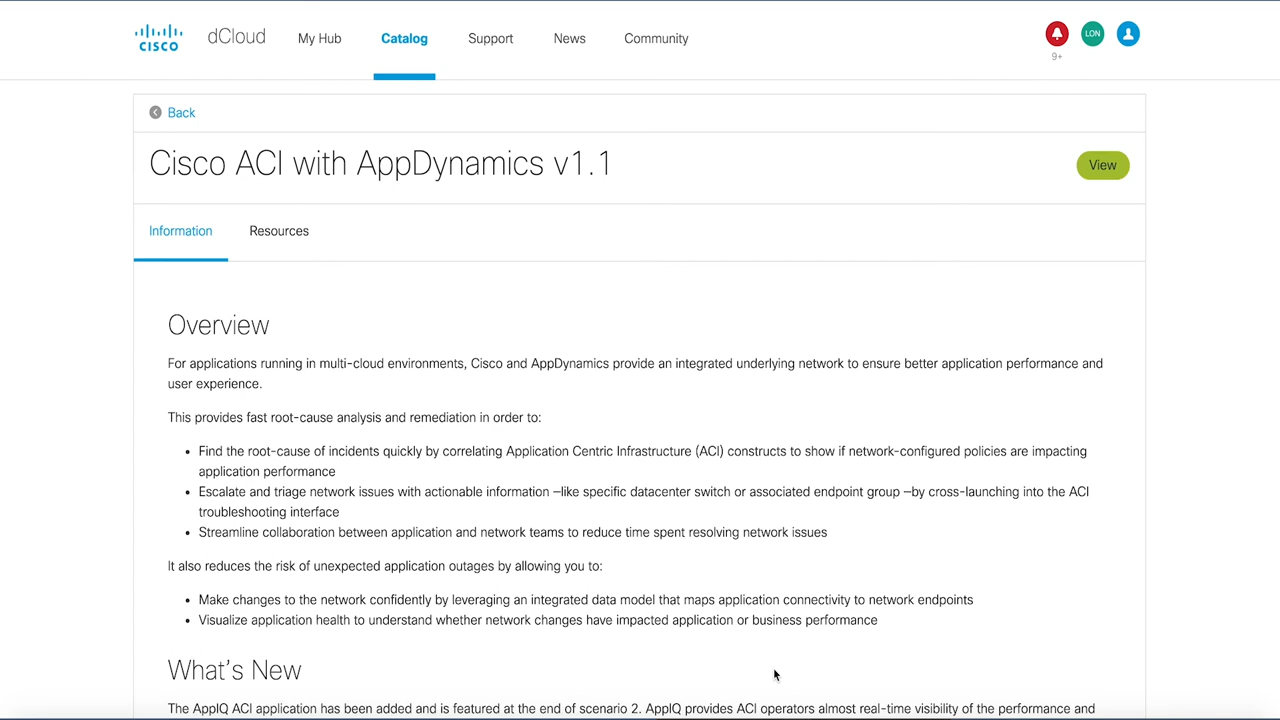 CISCO
dCloud
My Hub
Catalog
Support
News
Community
LON
9+
Back
Cisco ACI with AppDynamics v1.1
View
Information
Resources
Overview
For applications running in multi-cloud environments, Cisco and AppDynamics provide an integrated underlying network to ensure better application performance and
user experience.
This provides fast root-cause analysis and remediation in order to:
• Find the root-cause of incidents quickly by correlating Application Centric Infrastructure (ACI) constructs to show if network-configured policies are impacting
application performance
• Escalate and triage network issues with actionable information –like specific datacenter switch or associated endpoint group –by cross-launching into the ACI
troubleshooting interface
• Streamline collaboration between application and network teams to reduce time spent resolving network issues
It also reduces the risk of unexpected application outages by allowing you to:
• Make changes to the network confidently by leveraging an integrated data model that maps application connectivity to network endpoints
• Visualize application health to understand whether network changes have impacted application or business performance
What's New
The AppIQ ACI application has been added and is featured at the end of scenario 2. AppIQ provides ACI operators almost real-time visibility of the performance and